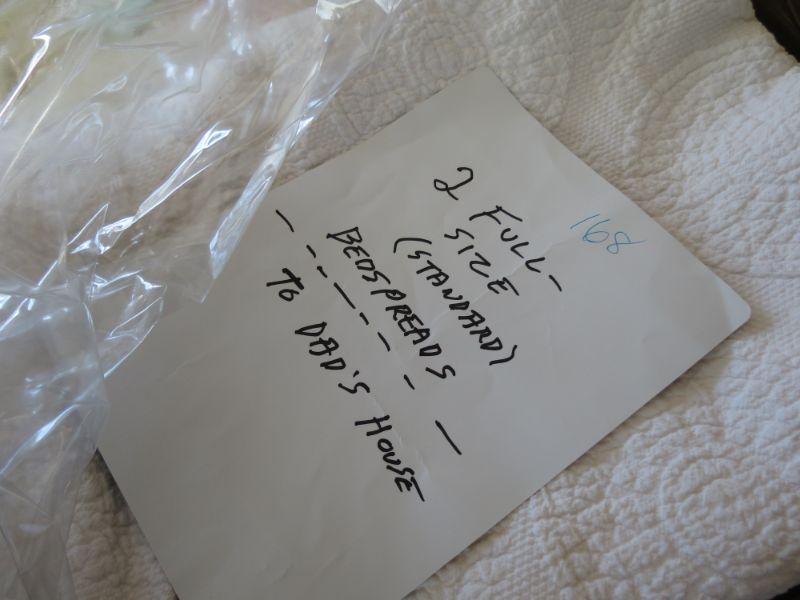 168
2 FULL-
SIZE
(STANDARD)
BEDSPREADS
- - - - - - - -
TO DAD'S HOUSE